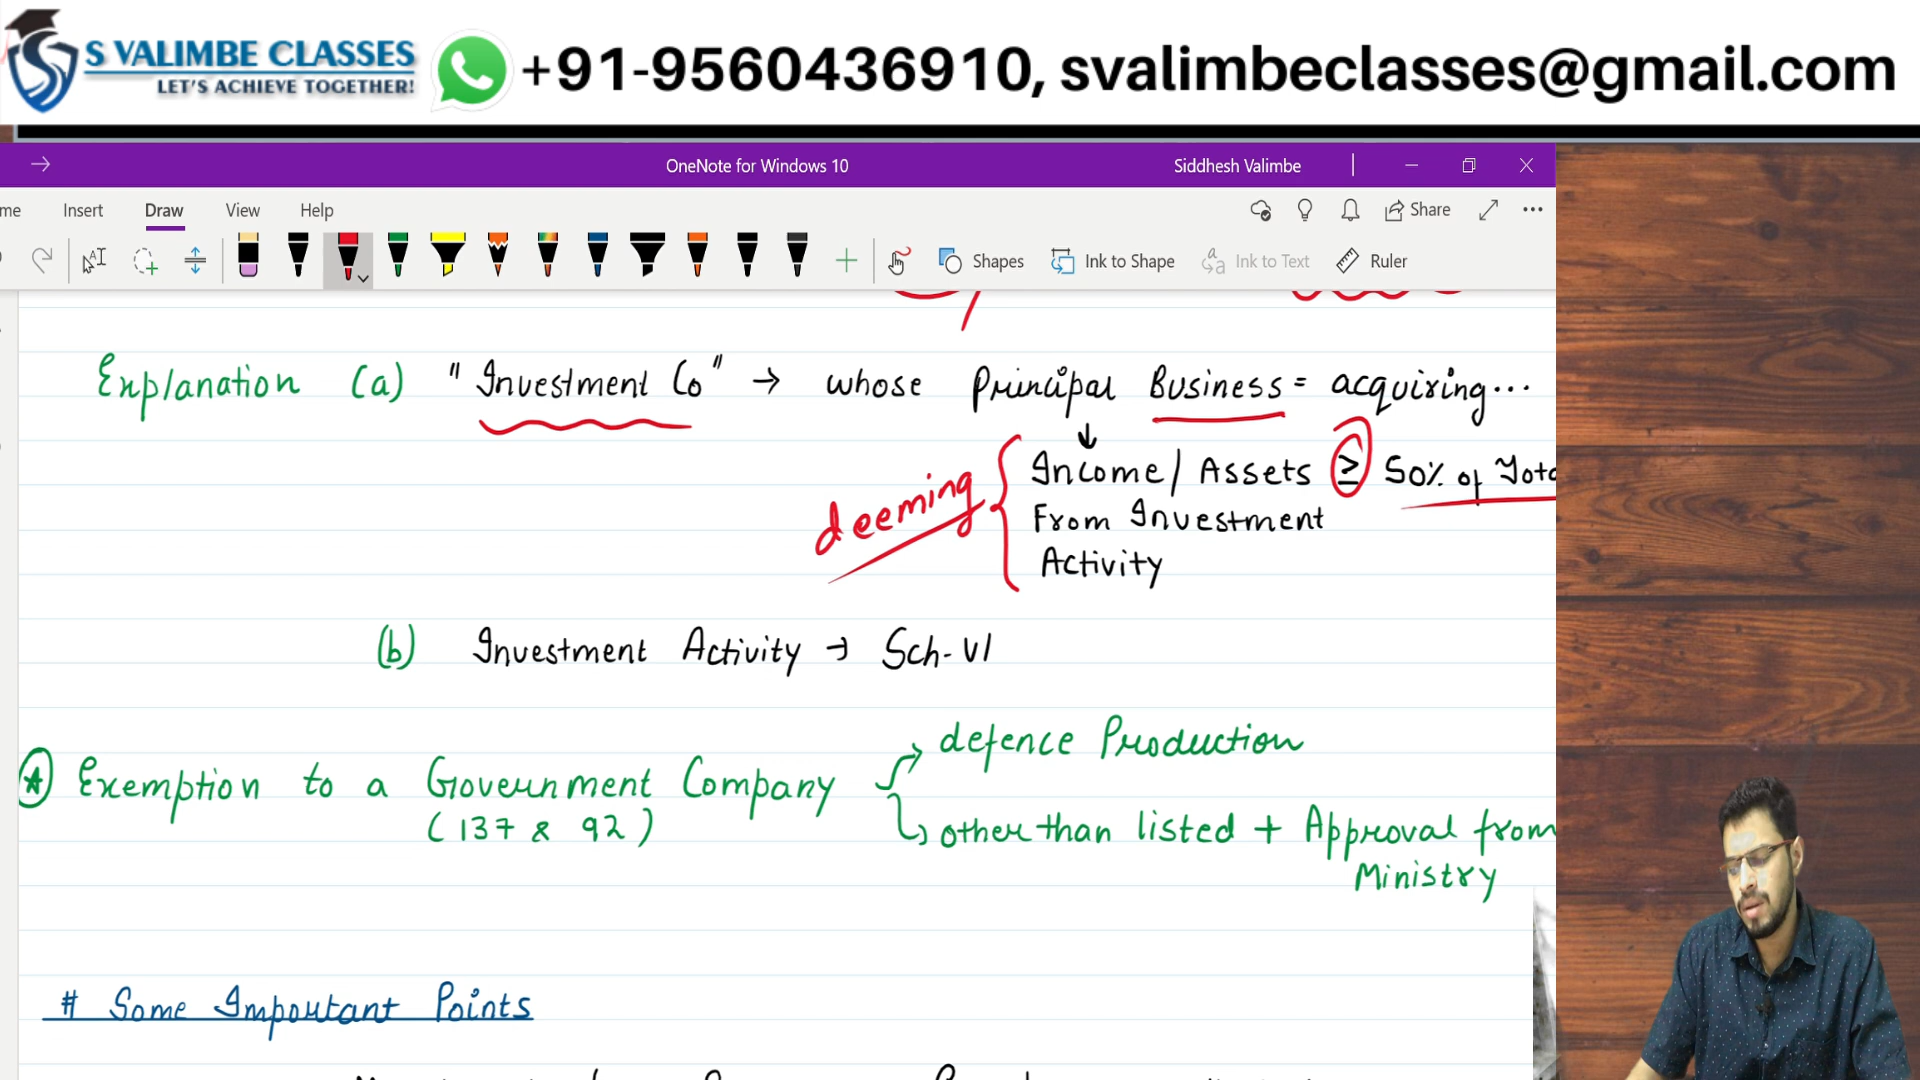 S VALIMBE CLASSES
LET'S ACHIEVE TOGETHER!
+91-9560436910, svalimbeclasses@gmail.com
OneNote for Windows 10
Siddhesh Valimbe
me Insert Draw View Help
Share
Shapes
Ink to Shape
Ink to Text
Ruler
Explanation (a) "Investment Co" → whose Principal Business = acquiring...
↓
deeming { Income/Assets ≥ 50% of Tota
From Investment
Activity
(b) Investment Activity → Sch-VI
defence Production
Exemption to a Government Company
(137 & 92)
other than listed + Approval from
Ministry
# Some Important Points